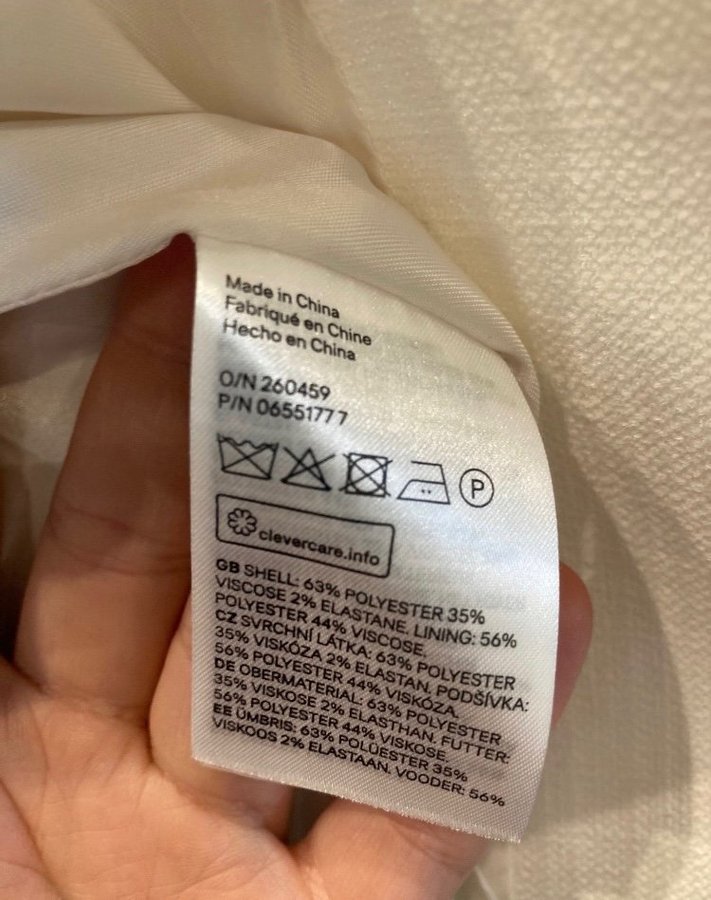 Made in China
Fabriqué en Chine
Hecho en China
O/N 260459
P/N 06551777
P
clevercare.info
GB SHELL: 63% POLYESTER 35%
VISCOSE 2% ELASTANE. LINING: 56%
POLYESTER 44% VISCOSE.
CZ SVRCHNÍ LÁTKA: 63% POLYESTER
35% VISKÓZA 2% ELASTAN. PODŠÍVKA:
56% POLYESTER 44% VISKÓZA.
DE OBERMATERIAL: 63% POLYESTER
35% VISKOSE 2% ELASTHAN. FUTTER:
56% POLYESTER 44% VISKOSE.
EE ÜMBRIS: 63% POLÜESTER 35%
VISKOOS 2% ELASTAAN. VOODER: 56%